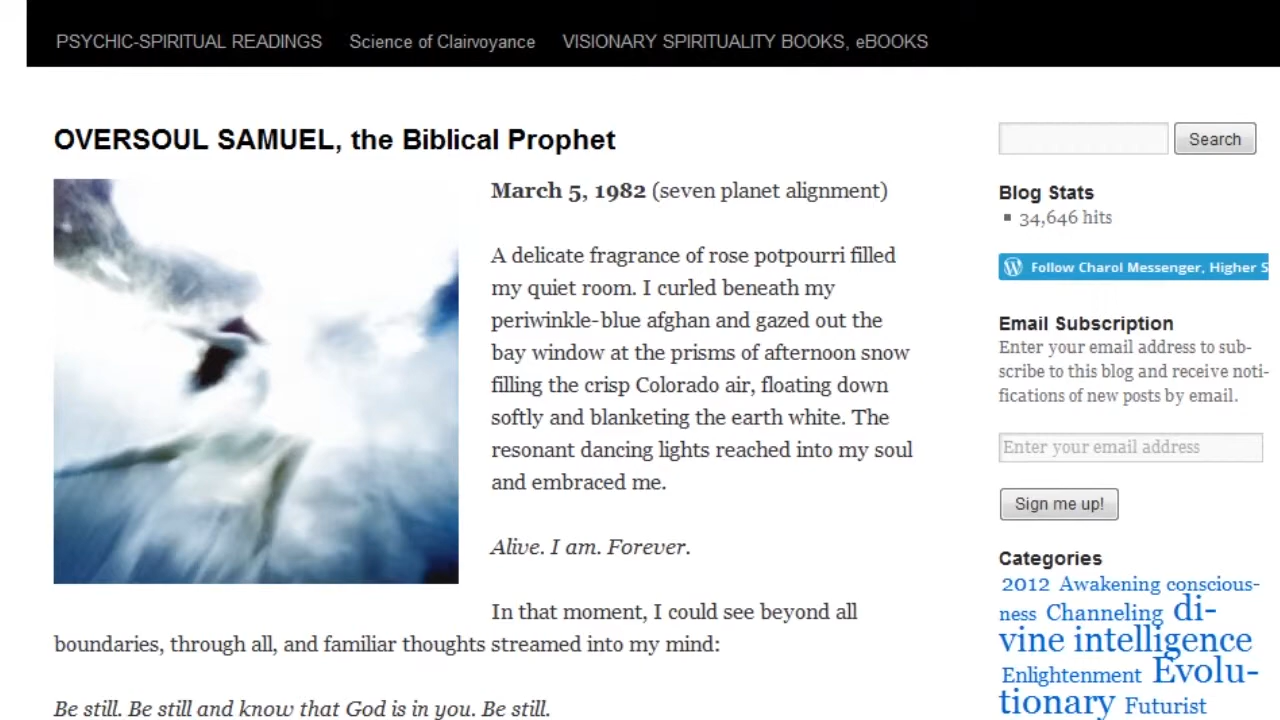 PSYCHIC-SPIRITUAL READINGS Science of Clairvoyance VISIONARY SPIRITUALITY BOOKS, eBOOKS
OVERSOUL SAMUEL, the Biblical Prophet
March 5, 1982 (seven planet alignment)
A delicate fragrance of rose potpourri filled
my quiet room. I curled beneath my
periwinkle-blue afghan and gazed out the
bay window at the prisms of afternoon snow
filling the crisp Colorado air, floating down
softly and blanketing the earth white. The
resonant dancing lights reached into my soul
and embraced me.
Alive. I am. Forever.
In that moment, I could see beyond all
boundaries, through all, and familiar thoughts streamed into my mind:
Be still. Be still and know that God is in you. Be still.
Search
Blog Stats
34,646 hits
Follow Charol Messenger, Higher S
Email Subscription
Enter your email address to sub-
scribe to this blog and receive noti-
fications of new posts by email.
Enter your email address
Sign me up!
Categories
2012 Awakening conscious-
ness Channeling di-
vine intelligence
Enlightenment Evolu-
tionary Futurist